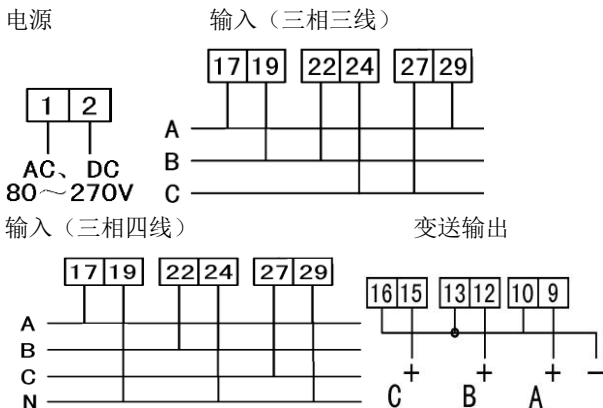 电源 输入（三相三线）
17 19 22 24 27 29
1 2
A
B
C
AC、DC
80～270V
输入（三相四线） 变送输出
17 19 22 24 27 29
16 15 13 12 10 9
A
B
C
N
+ + + −
C B A